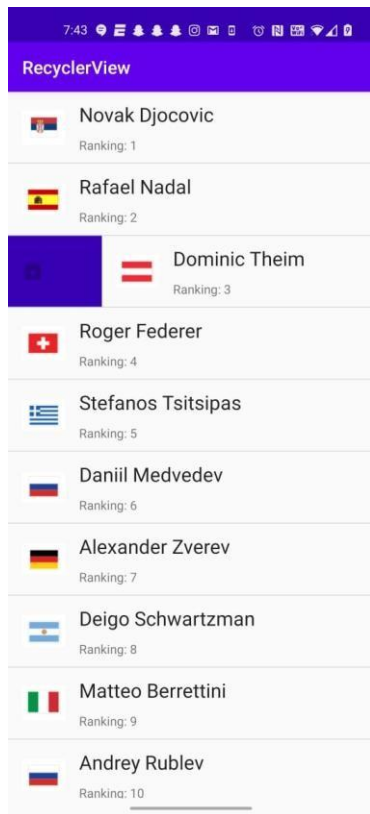 7:43
RecyclerView
Novak Djocovic
Ranking: 1
Rafael Nadal
Ranking: 2
Dominic Theim
Ranking: 3
Roger Federer
Ranking: 4
Stefanos Tsitsipas
Ranking: 5
Daniil Medvedev
Ranking: 6
Alexander Zverev
Ranking: 7
Deigo Schwartzman
Ranking: 8
Matteo Berrettini
Ranking: 9
Andrey Rublev
Ranking: 10